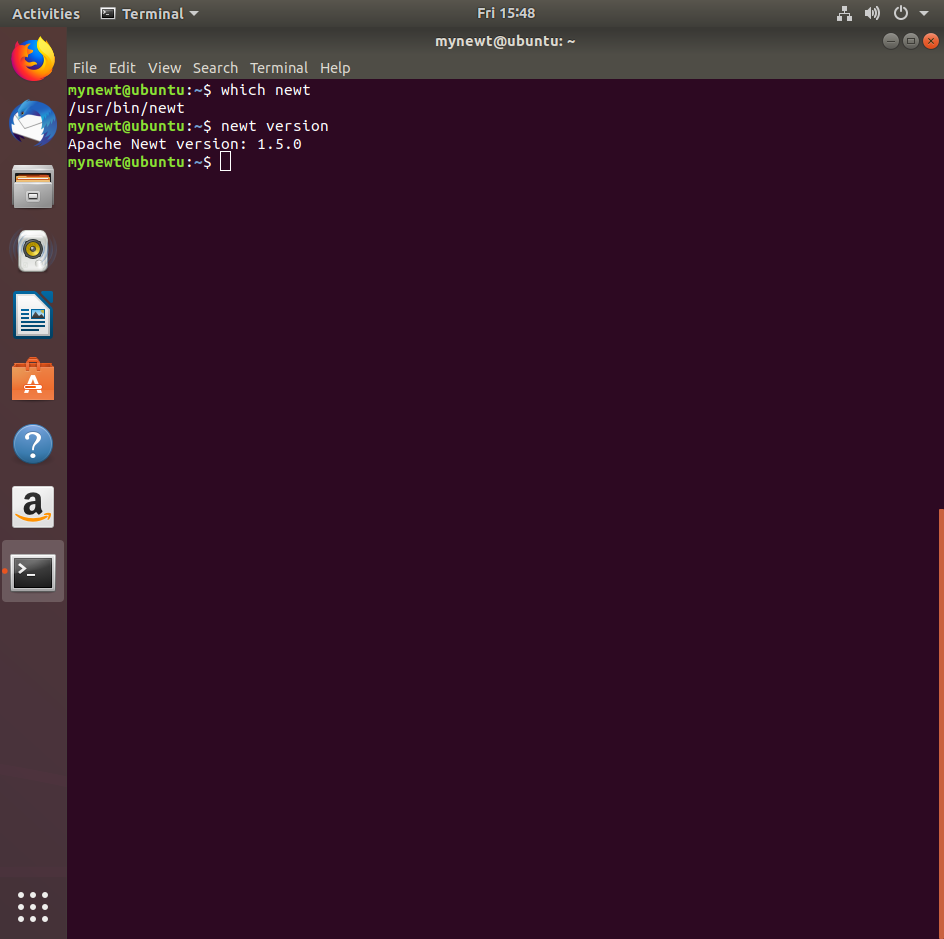 Activities Terminal Fri 15:48
mynewt@ubuntu: ~
File Edit View Search Terminal Help
mynewt@ubuntu:~$ which newt
/usr/bin/newt
mynewt@ubuntu:~$ newt version
Apache Newt version: 1.5.0
mynewt@ubuntu:~$